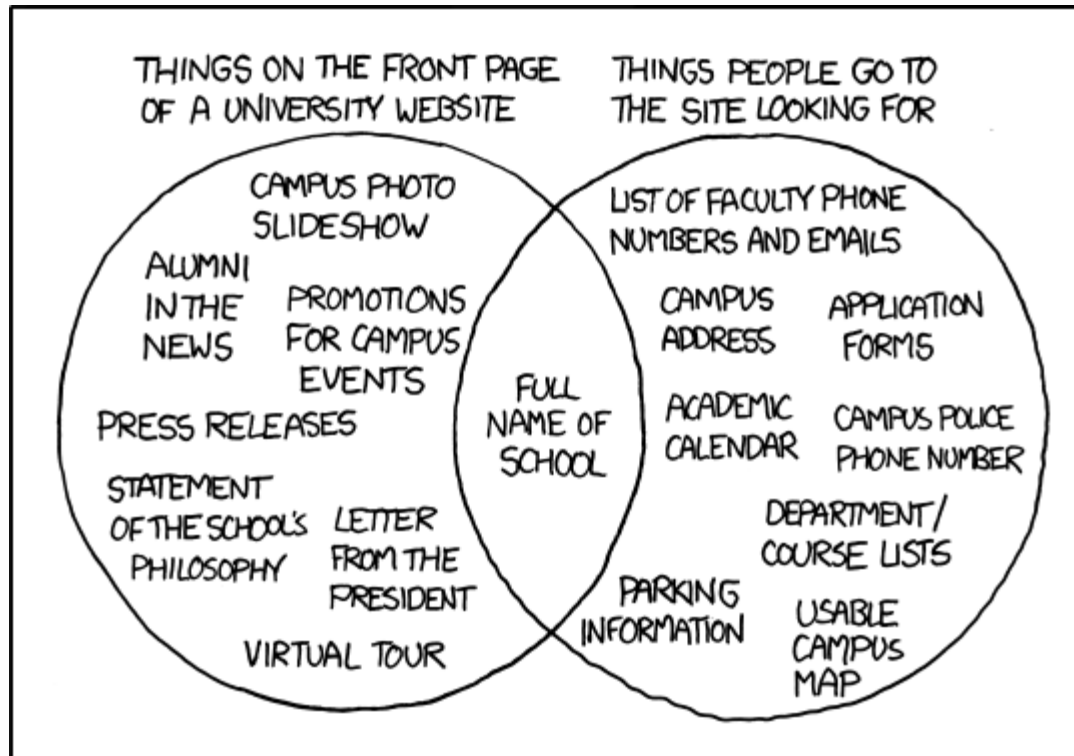 THINGS ON THE FRONT PAGE
OF A UNIVERSITY WEBSITE
THINGS PEOPLE GO TO
THE SITE LOOKING FOR
CAMPUS PHOTO
SLIDESHOW
ALUMNI
IN THE
NEWS
PROMOTIONS
FOR CAMPUS
EVENTS
PRESS RELEASES
STATEMENT
OF THE SCHOOL'S
PHILOSOPHY
LETTER
FROM THE
PRESIDENT
VIRTUAL TOUR
FULL
NAME OF
SCHOOL
LIST OF FACULTY PHONE
NUMBERS AND EMAILS
CAMPUS
ADDRESS
APPLICATION
FORMS
ACADEMIC
CALENDAR
CAMPUS POLICE
PHONE NUMBER
DEPARTMENT/
COURSE LISTS
PARKING
INFORMATION
USABLE
CAMPUS
MAP